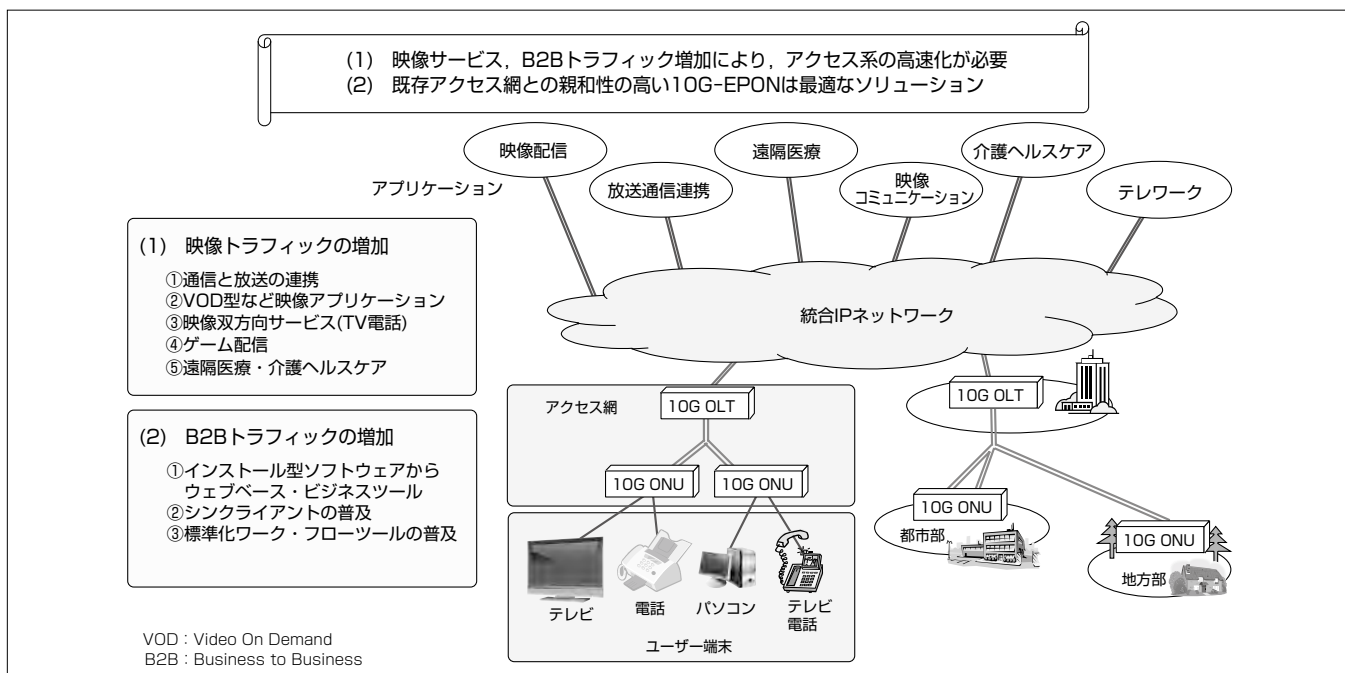 (1) 映像サービス，B2Bトラフィック増加により，アクセス系の高速化が必要
(2) 既存アクセス網との親和性の高い10G-EPONは最適なソリューション
映像配信
遠隔医療
介護ヘルスケア
アプリケーション
放送通信連携
映像
コミュニケーション
テレワーク
(1) 映像トラフィックの増加
①通信と放送の連携
②VOD型など映像アプリケーション
③映像双方向サービス(TV電話)
④ゲーム配信
⑤遠隔医療・介護ヘルスケア
統合IPネットワーク
(2) B2Bトラフィックの増加
①インストール型ソフトウェアから
ウェブベース・ビジネスツール
②シンクライアントの普及
③標準化ワーク・フローツールの普及
アクセス網
10G OLT
10G ONU
10G ONU
テレビ
電話
パソコン
テレビ
電話
ユーザー端末
10G OLT
10G ONU
都市部
10G ONU
地方部
VOD：Video On Demand
B2B：Business to Business